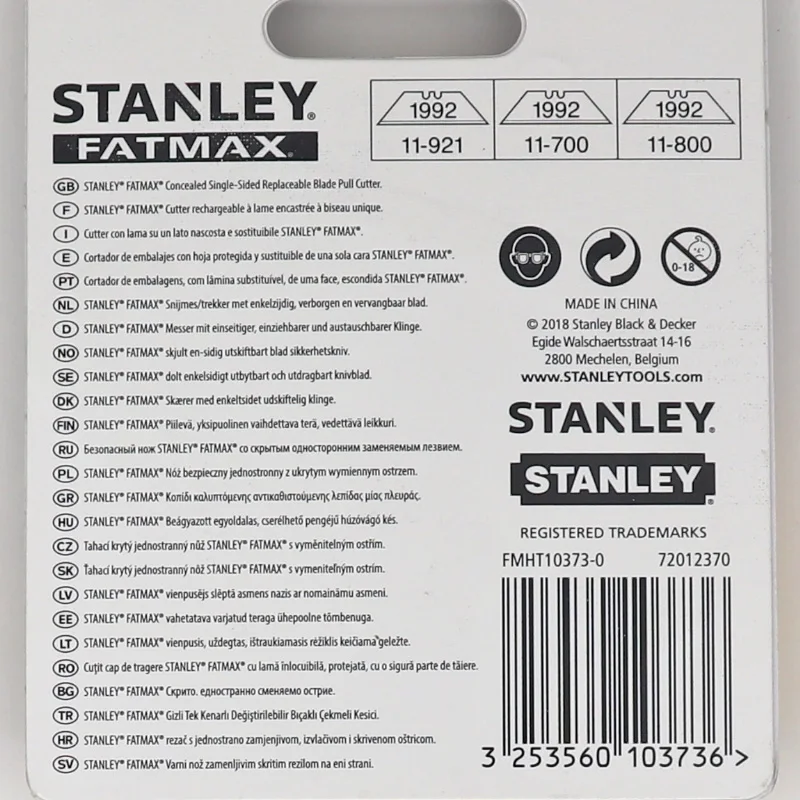 STANLEY®
FATMAX®
1992 1992 1992
11-921 11-700 11-800
GB STANLEY® FATMAX® Concealed Single-Sided Replaceable Blade Pull Cutter.
F STANLEY® FATMAX® Cutter rechargeable à lame encastrée à biseau unique.
I Cutter con lama su un lato nascosta e sostituibile STANLEY® FATMAX®.
E Cortador de embalajes con hoja protegida y sustituible de una sola cara STANLEY® FATMAX®.
PT Cortador de embalagens, com lâmina substituível, de uma face, escondida STANLEY® FATMAX®.
NL STANLEY® FATMAX® Snijmes/trekker met enkelzijdig, verborgen en vervangbaar blad.
D STANLEY® FATMAX® Messer mit einseitiger, einziehbarer und austauschbarer Klinge.
NO STANLEY® FATMAX® skjult en-sidig utskiftbart blad sikkerhetskniv.
SE STANLEY® FATMAX® dolt enkelsidigt utbytbart och utdragbart knivblad.
DK STANLEY® FATMAX® Skærer med enkeltsidet udskiftelig klinge.
FIN STANLEY® FATMAX® Piilevä, yksipuolinen vaihdettava terä, vedettävä leikkuri.
RU Безопасный нож STANLEY® FATMAX® со скрытым односторонним заменяемым лезвием.
PL STANLEY® FATMAX® Nóż bezpieczny jednostronny z ukrytym wymiennym ostrzem.
GR STANLEY® FATMAX® Κοπίδι καλυπτόμενης αντικαθιστούμενης λεπίδας μίας πλευράς.
HU STANLEY® FATMAX® Beágyazott egyoldalas, cserélhető pengéjű húzóvágó kés.
CZ Tahací krytý jednostranný nůž STANLEY® FATMAX® s vyměnitelným ostřím.
SK Ťahací krytý jednostranný nôž STANLEY® FATMAX® s vymeniteľným ostrím.
LV STANLEY® FATMAX® vienpusējs slēptā asmens nazis ar nomaināmu asmeni.
EE STANLEY® FATMAX® vahetatava varjatud teraga ühepoolne tõmbenuga.
LT STANLEY® FATMAX® vienpusis, uždegtas, ištraukiamasis rėžiklis keičiama geležte.
RO Cuțit cap de tragere STANLEY® FATMAX® cu lamă înlocuibilă, protejată, cu o sigură parte de tăiere.
BG STANLEY® FATMAX® Скрито. едностранно сменяемо острие.
TR STANLEY® FATMAX® Gizli Tek Kenarlı Değiştirilebilir Bıçaklı Çekmeli Kesici.
HR STANLEY® FATMAX® rezač s jednostrano zamjenjivom, izvlačivom i skrivenom oštricom.
SV STANLEY® FATMAX® Varni nož zamenljivim skritim rezilom na eni strani.
0-18
MADE IN CHINA
© 2018 Stanley Black & Decker
Egide Walschaertsstraat 14-16
2800 Mechelen, Belgium
www.STANLEYTOOLS.com
STANLEY®
STANLEY®
REGISTERED TRADEMARKS
FMHT10373-0 72012370
3 253560 103736 >